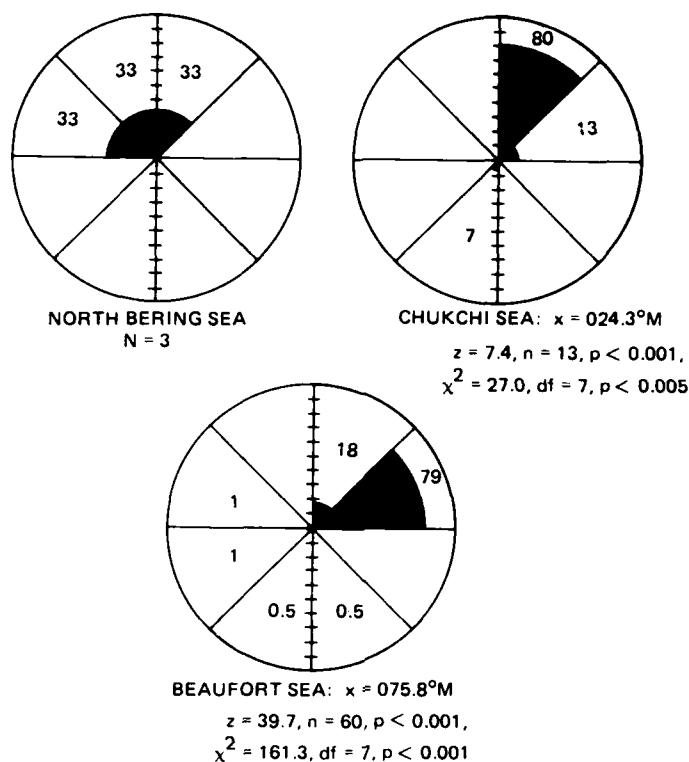 33 33
33
NORTH BERING SEA
N = 3
80
13
7
CHUKCHI SEA: x = 024.3°M
z = 7.4, n = 13, p < 0.001,
χ² = 27.0, df = 7, p < 0.005
18
79
1
1
0.5 0.5
BEAUFORT SEA: x = 075.8°M
z = 39.7, n = 60, p < 0.001,
χ² = 161.3, df = 7, p < 0.001